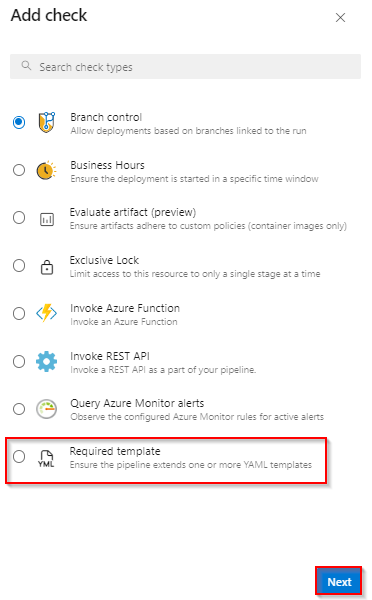 Add check
Search check types
Branch control
Allow deployments based on branches linked to the run
Business Hours
Ensure the deployment is started in a specific time window
Evaluate artifact (preview)
Ensure artifacts adhere to custom policies (container images only)
Exclusive Lock
Limit access to this resource to only a single stage at a time
Invoke Azure Function
Invoke an Azure Function
Invoke REST API
Invoke a REST API as a part of your pipeline.
Query Azure Monitor alerts
Observe the configured Azure Monitor rules for active alerts
Required template
YML
Ensure the pipeline extends one or more YAML templates
Next